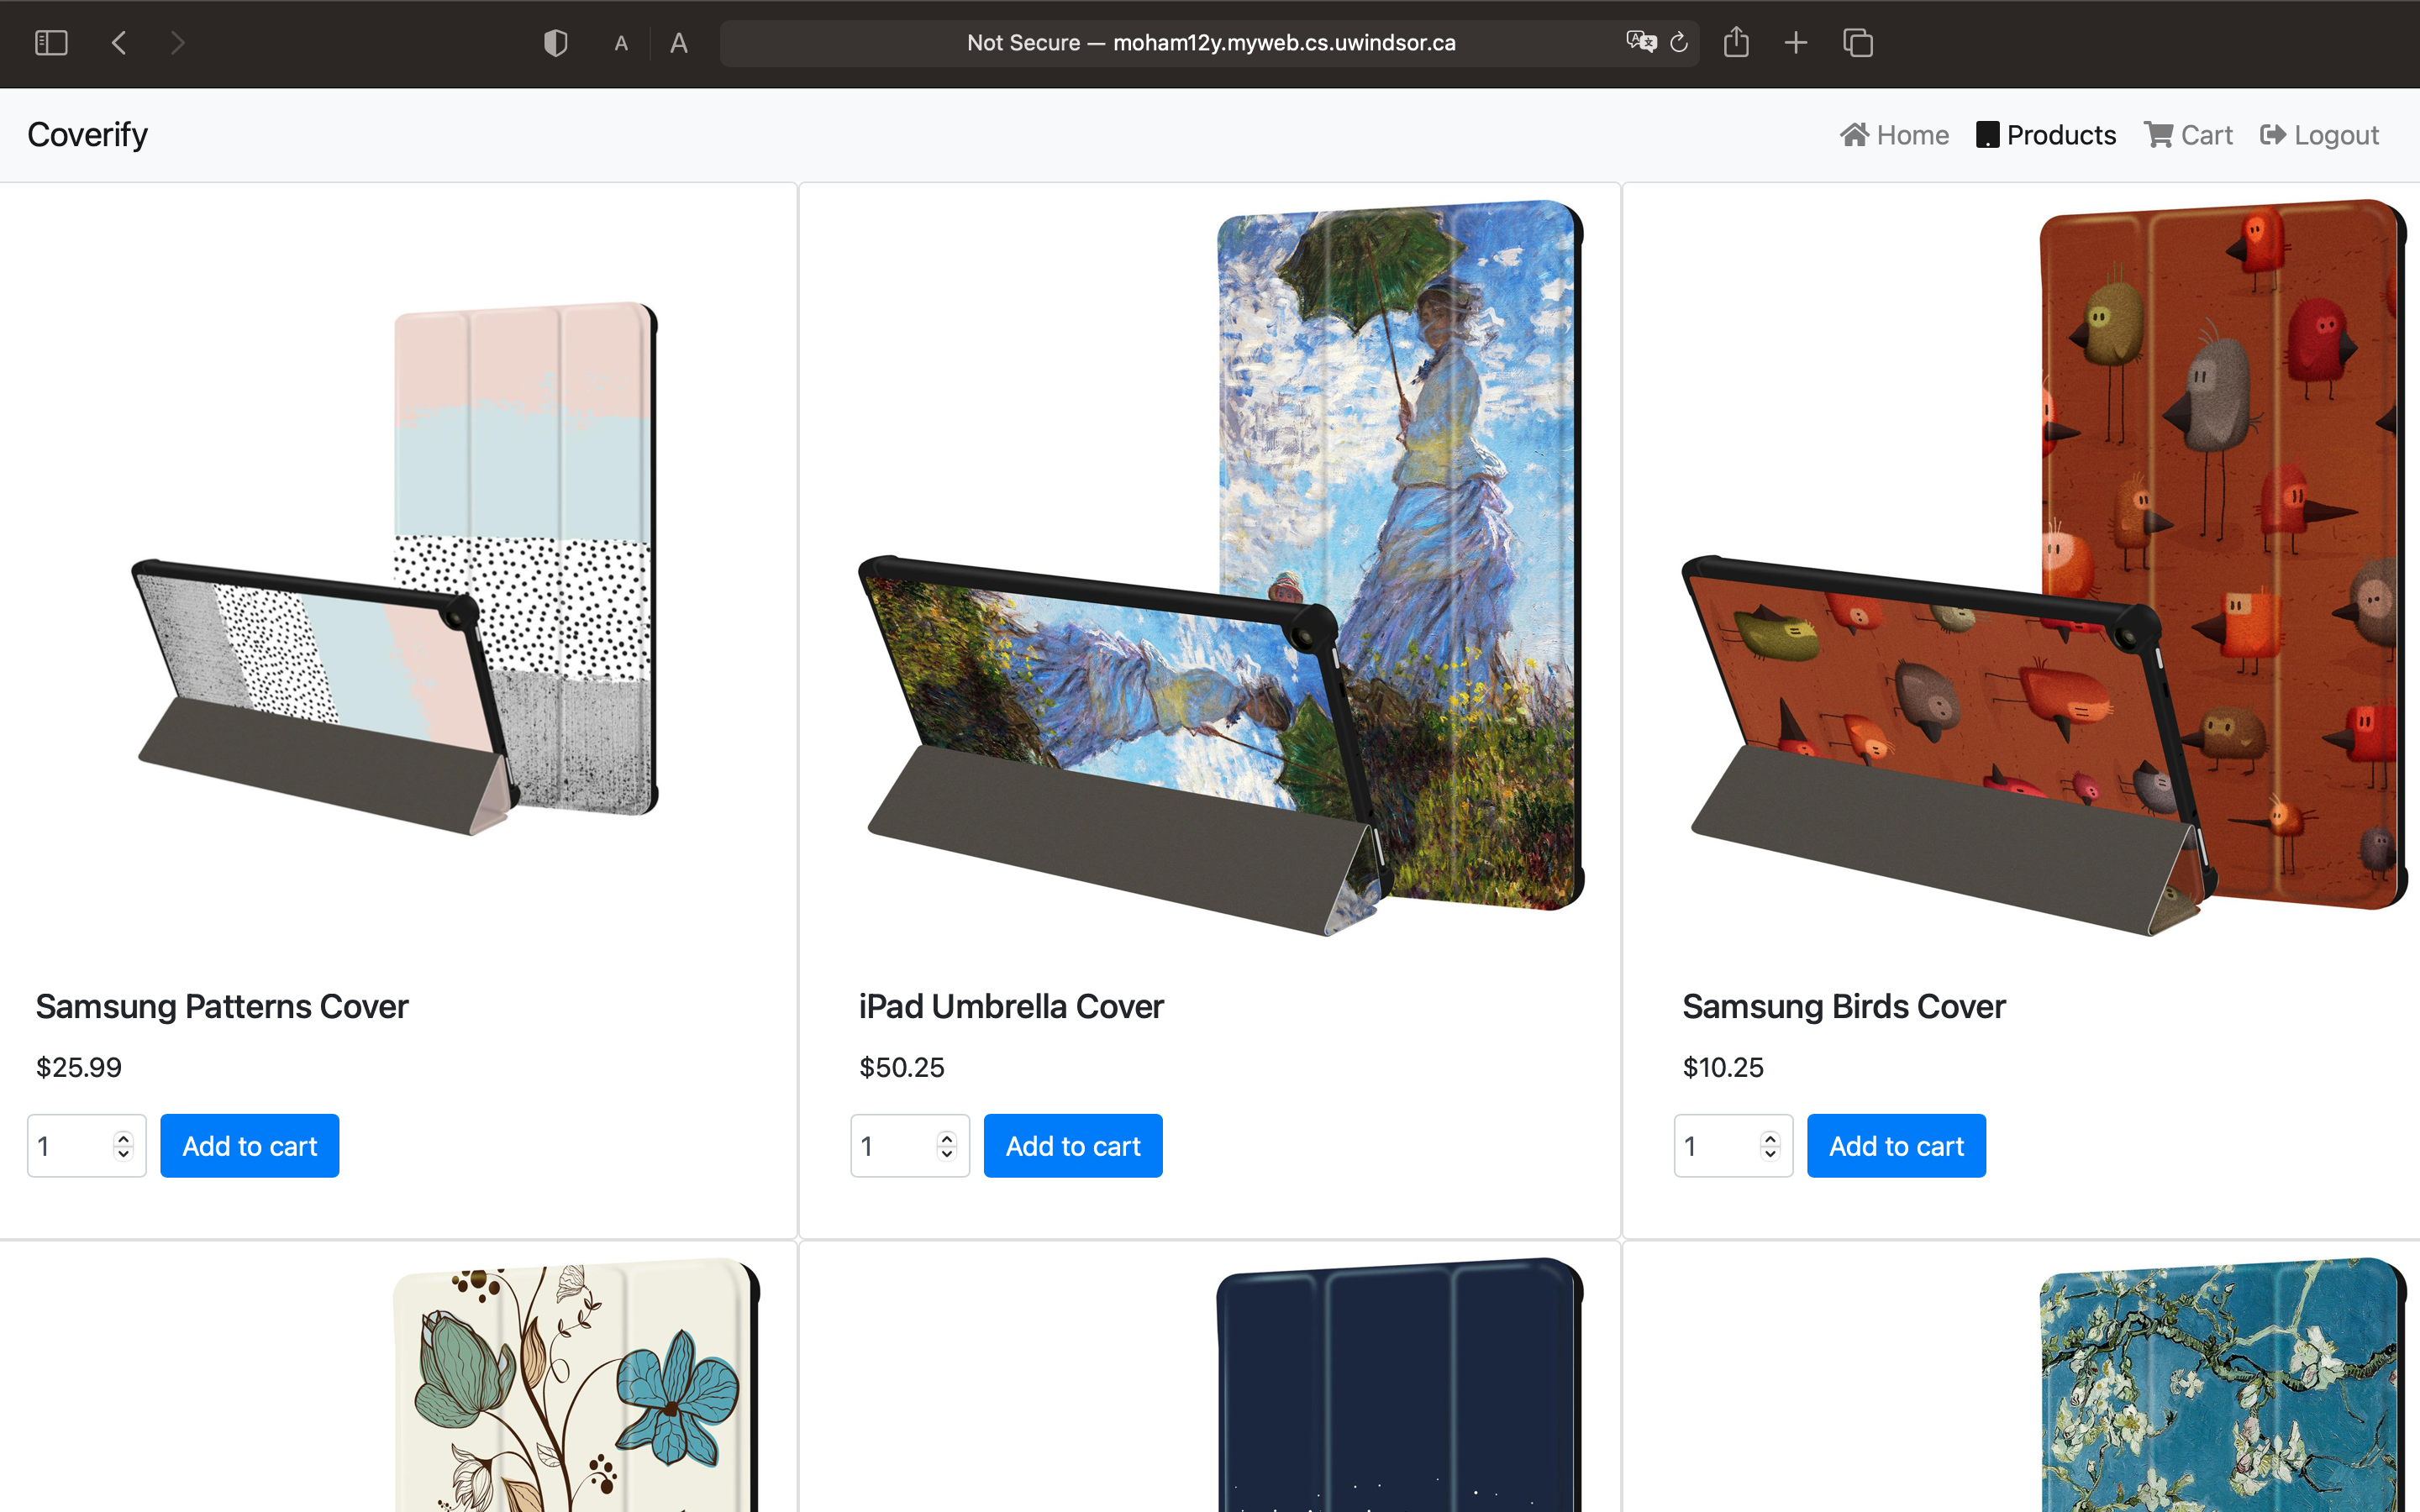 A A Not Secure — moham12y.myweb.cs.uwindsor.ca
Coverify Home Products Cart Logout
Samsung Patterns Cover
$25.99
1 Add to cart
iPad Umbrella Cover
$50.25
1 Add to cart
Samsung Birds Cover
$10.25
1 Add to cart